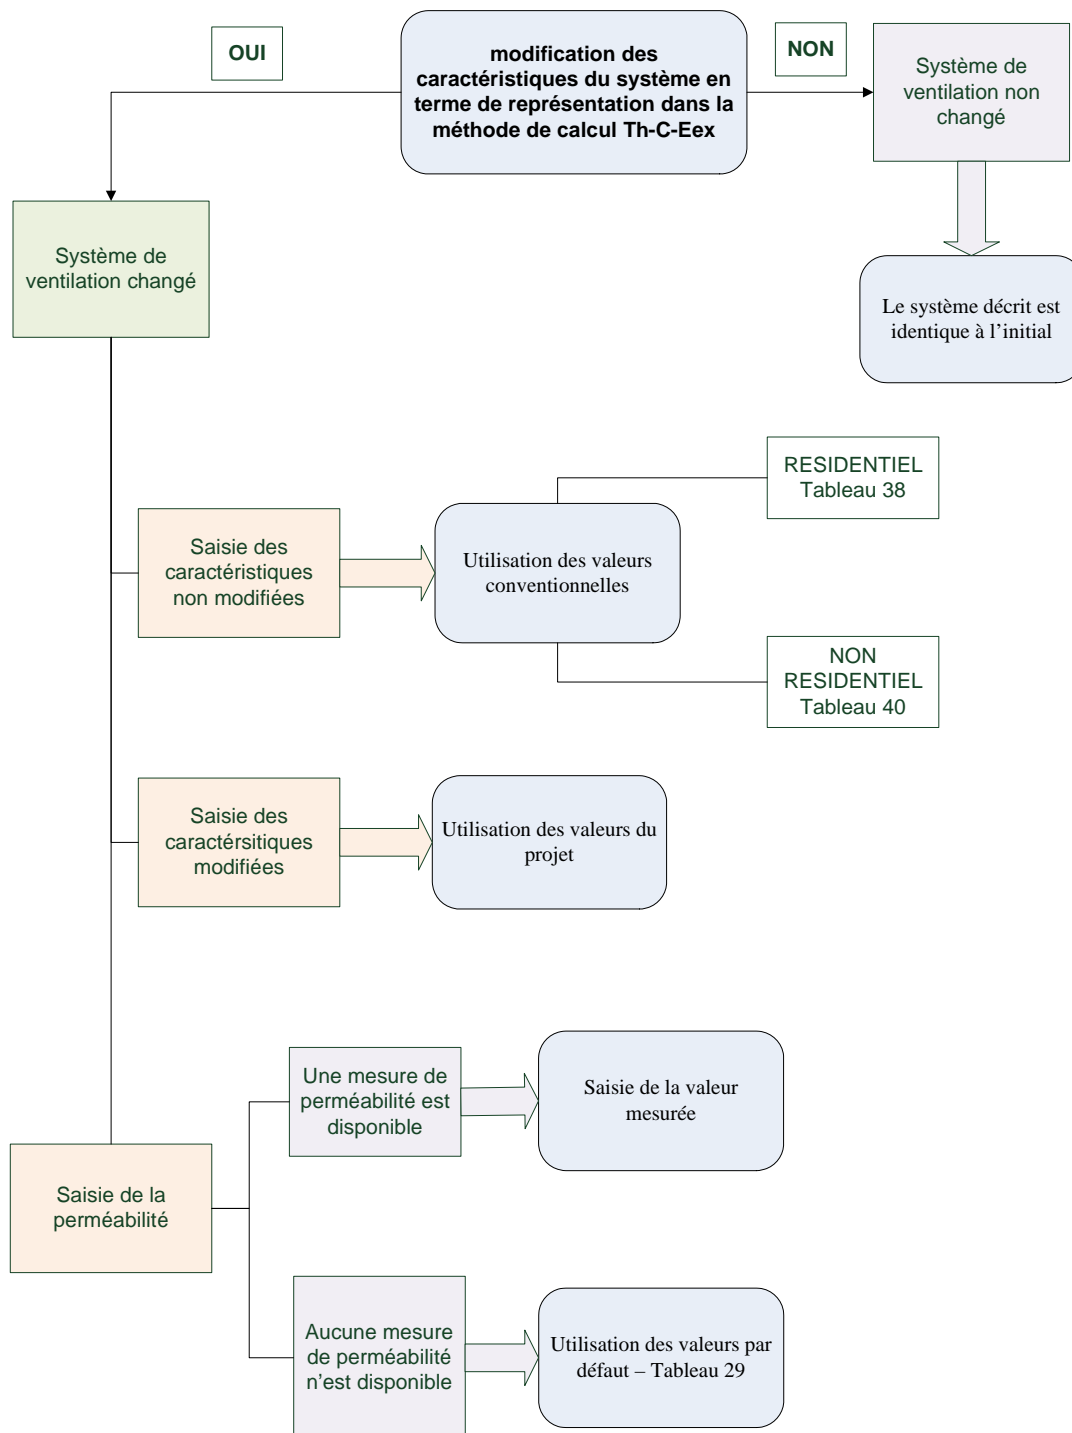 OUI
modification des
caractéristiques du système en
terme de représentation dans la
méthode de calcul Th-C-Eex
NON
Système de
ventilation non
changé
Système de
ventilation changé
Le système décrit est
identique à l’initial
RESIDENTIEL
Tableau 38
Saisie des
caractéristiques
non modifiées
Utilisation des valeurs
conventionnelles
NON
RESIDENTIEL
Tableau 40
Saisie des
caractérsitiques
modifiées
Utilisation des valeurs du
projet
Une mesure de
perméabilité est
disponible
Saisie de la valeur
mesurée
Saisie de la
perméabilité
Aucune mesure
de perméabilité
n’est disponible
Utilisation des valeurs par
défaut – Tableau 29